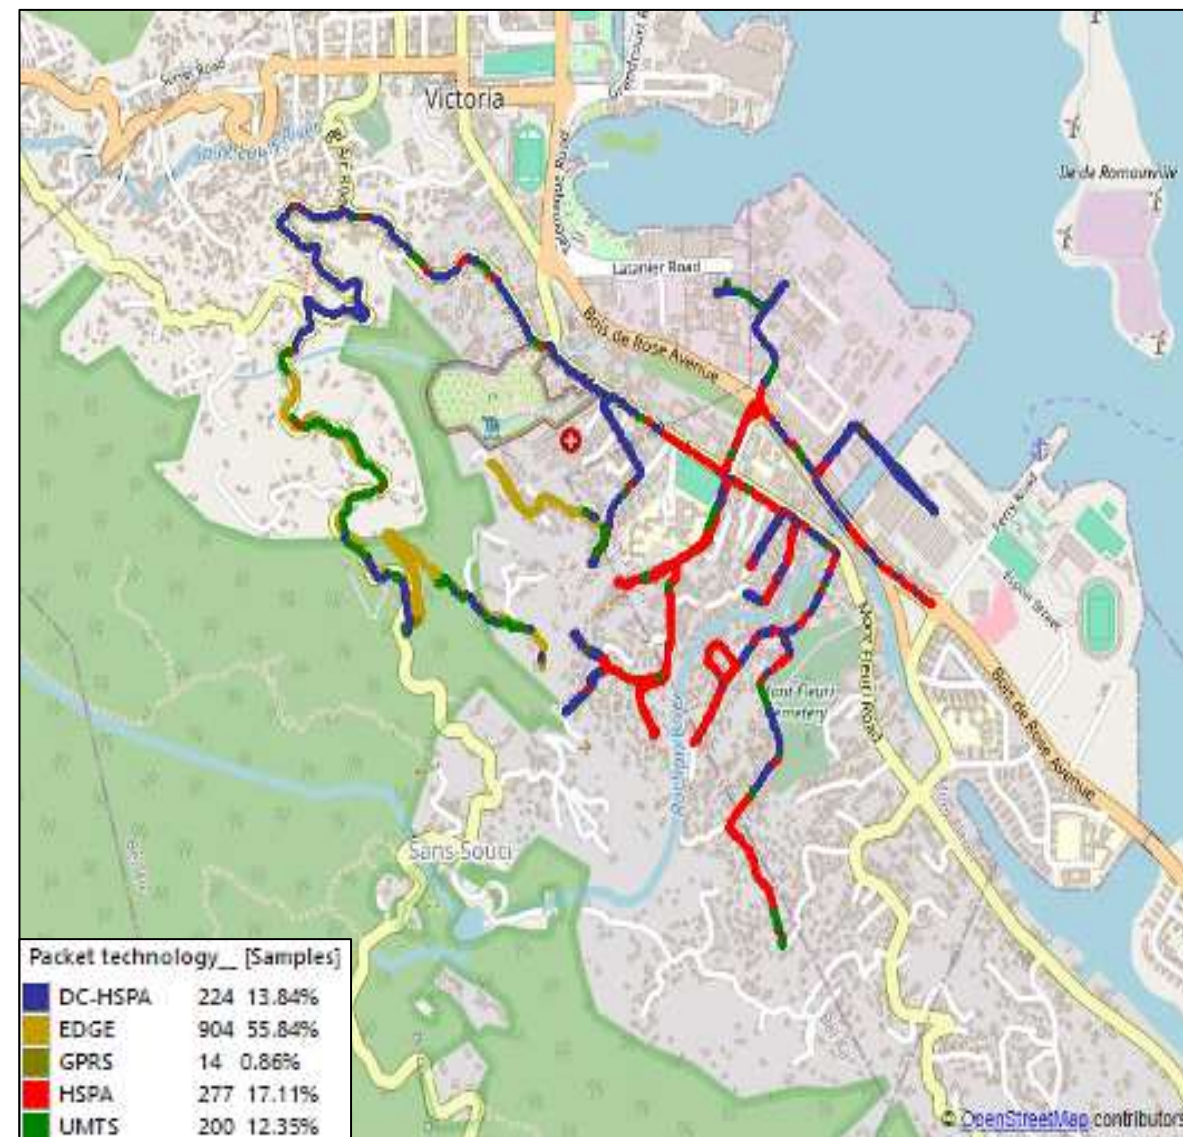 Victoria
Ile de Romainville
Latanier Road
Bois de Rose Avenue
Ferry Road
Mont Fleuri Road
Bois de Rose Avenue
Sans Souci
Packet technology__ [Samples]
DC-HSPA 224 13.84%
EDGE 904 55.84%
GPRS 14 0.86%
HSPA 277 17.11%
UMTS 200 12.35%
© OpenStreetMap contributors